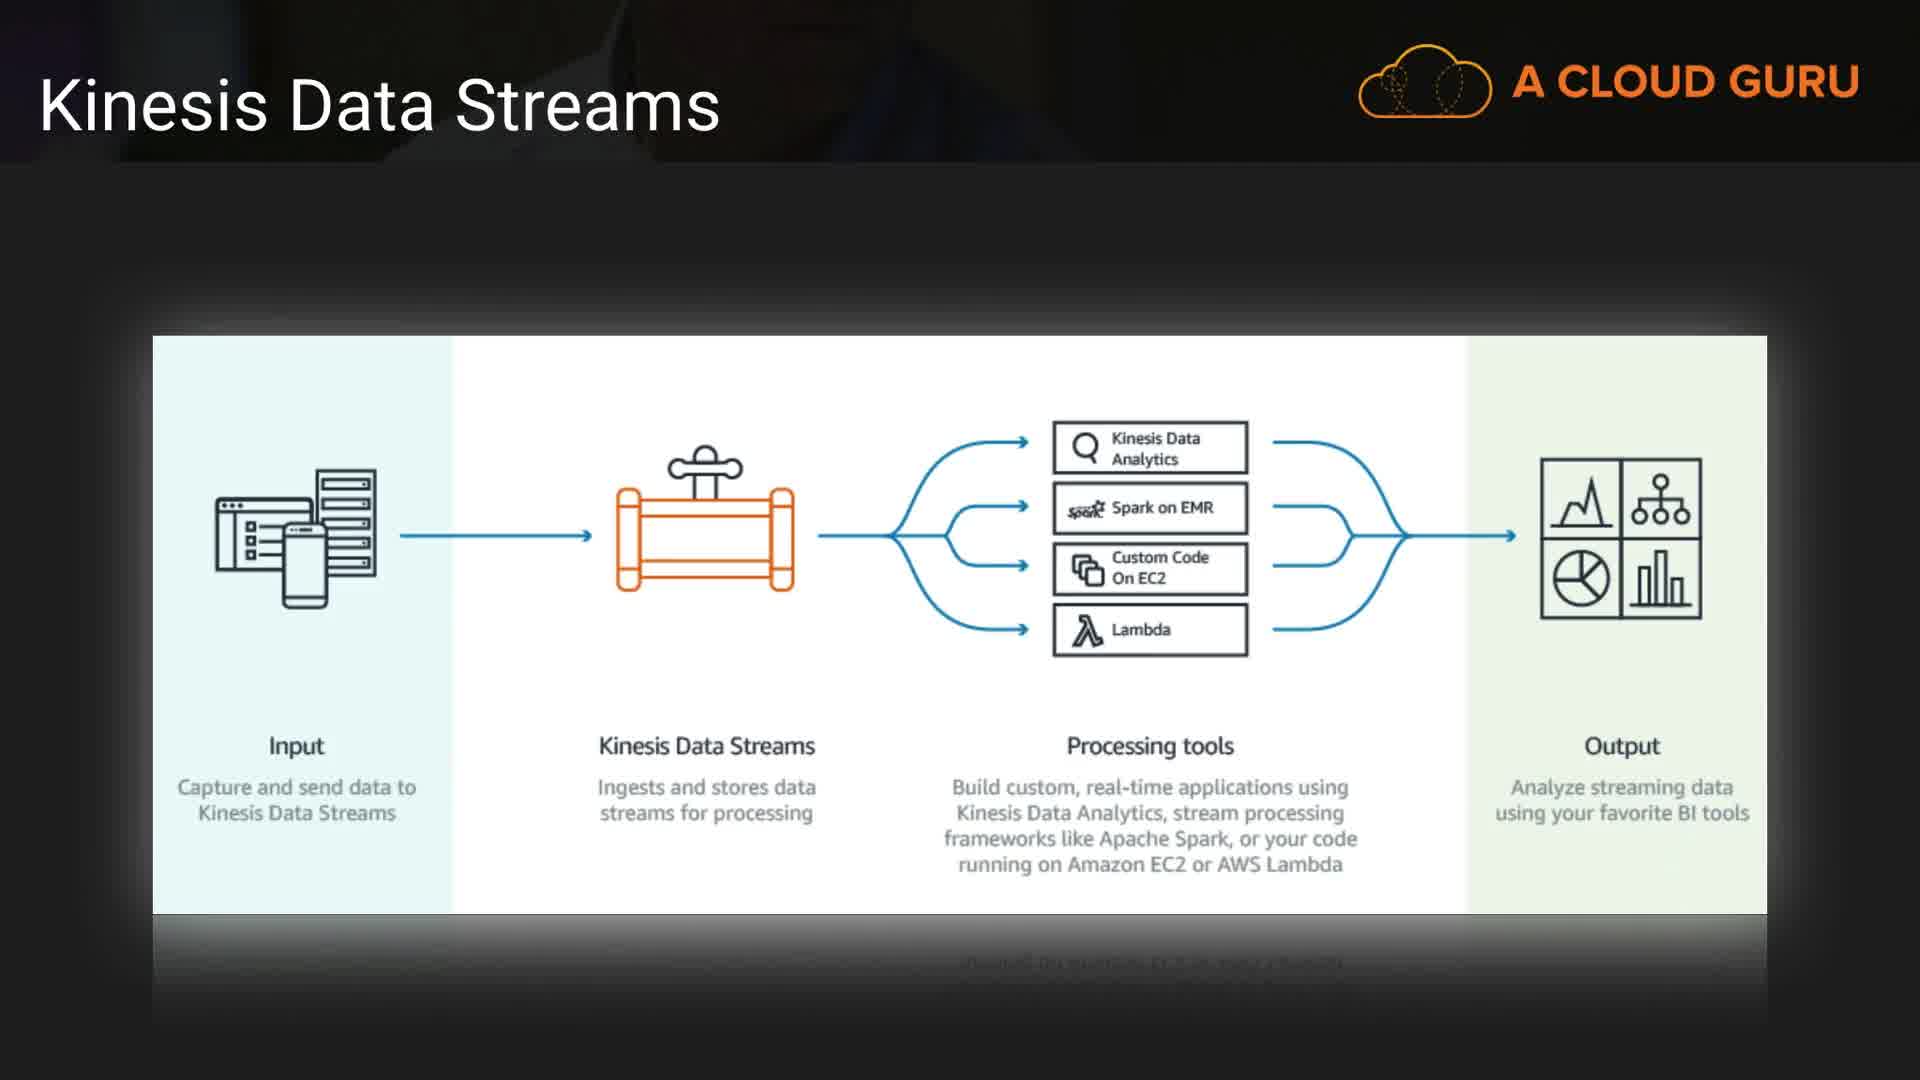 Kinesis Data Streams
A CLOUD GURU
Kinesis Data
Analytics
Spark
Spark on EMR
Custom Code
On EC2
Lambda
Input
Capture and send data to
Kinesis Data Streams
Kinesis Data Streams
Ingests and stores data
streams for processing
Processing tools
Build custom, real-time applications using
Kinesis Data Analytics, stream processing
frameworks like Apache Spark, or your code
running on Amazon EC2 or AWS Lambda
Output
Analyze streaming data
using your favorite BI tools